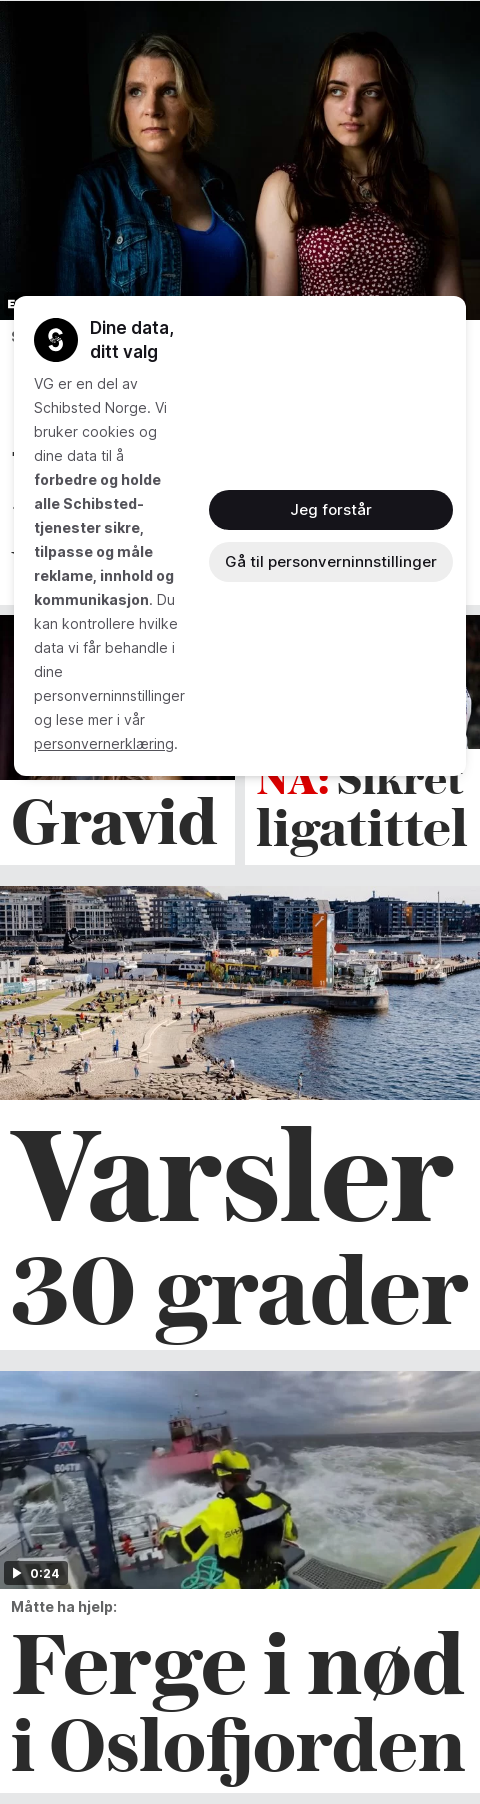 Dine data,
ditt valg
VG er en del av
Schibsted Norge. Vi
bruker cookies og
dine data til å
forbedre og holde
alle Schibsted-
tjenester sikre,
tilpasse og måle
reklame, innhold og
kommunikasjon. Du
kan kontrollere hvilke
data vi får behandle i
dine
personverninnstillinger
og lese mer i vår
personvernerklæring.
Jeg forstår
Gå til personverninnstillinger
Gravid
NÅ: Sikret
ligatittel
Varsler
30 grader
0:24
Måtte ha hjelp:
Ferge i nød
i Oslofjorden